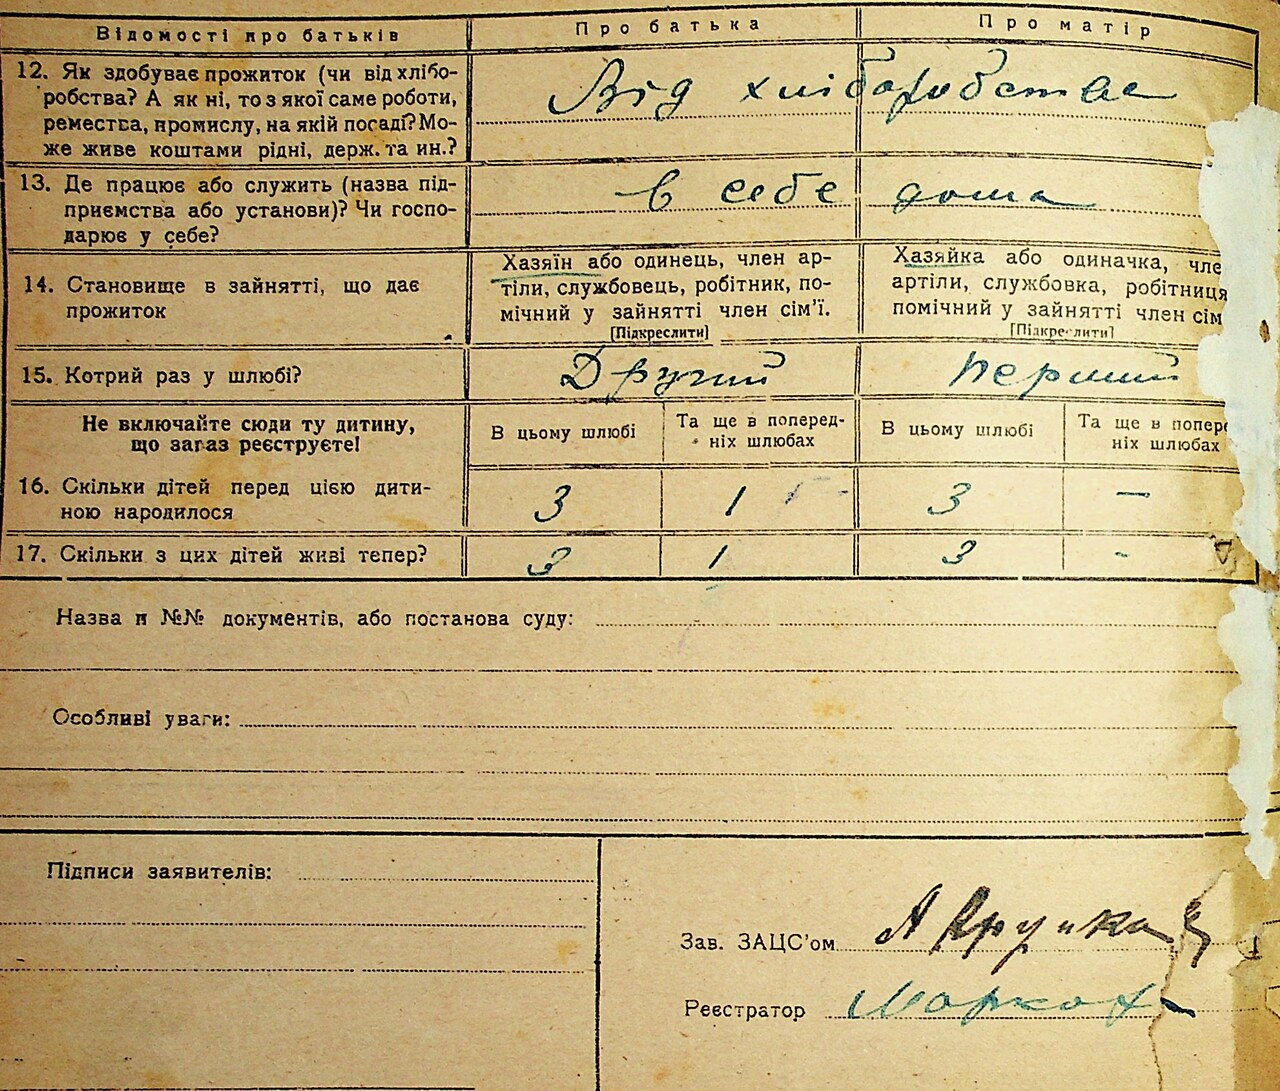 Відомості про батьків
Про батька
Про матір
12. Як здобуває прожиток (чи від хлібо-
робства? А як ні, то з якої саме роботи,
ремества, промислу, на якій посаді? Мо-
же живе коштами рідні, держ. та ин.?
Від хліборобства
13. Де працює або служить (назва під-
приємства або установи)? Чи госпо-
дарює у себе?
в себе дома
14. Становище в зайнятті, що дає
прожиток
Хазяїн або одинець, член ар-
тіли, службовець, робітник, по-
мічний у зайнятті член сім'ї.
[Підкреслити]
Хазяйка або одиначка, чле
артіли, службовка, робітниця
помічний у зайнятті член сім
[Підкреслити]
15. Котрий раз у шлюбі?
Другий
Перший
Не включайте сюди ту дитину,
що зараз реєструєте!
В цьому шлюбі
Та ще в поперед-
ніх шлюбах
В цьому шлюбі
Та ще в попере
ніх шлюбах
16. Скільки дітей перед цією дити-
ною народилося
3
1
3
—
17. Скільки з цих дітей живі тепер?
3
1
3
-
Назва й №№ документів, або постанова суду:
Особливі уваги:
Підписи заявителів:
Зав. ЗАЦС'ом
Реєстратор